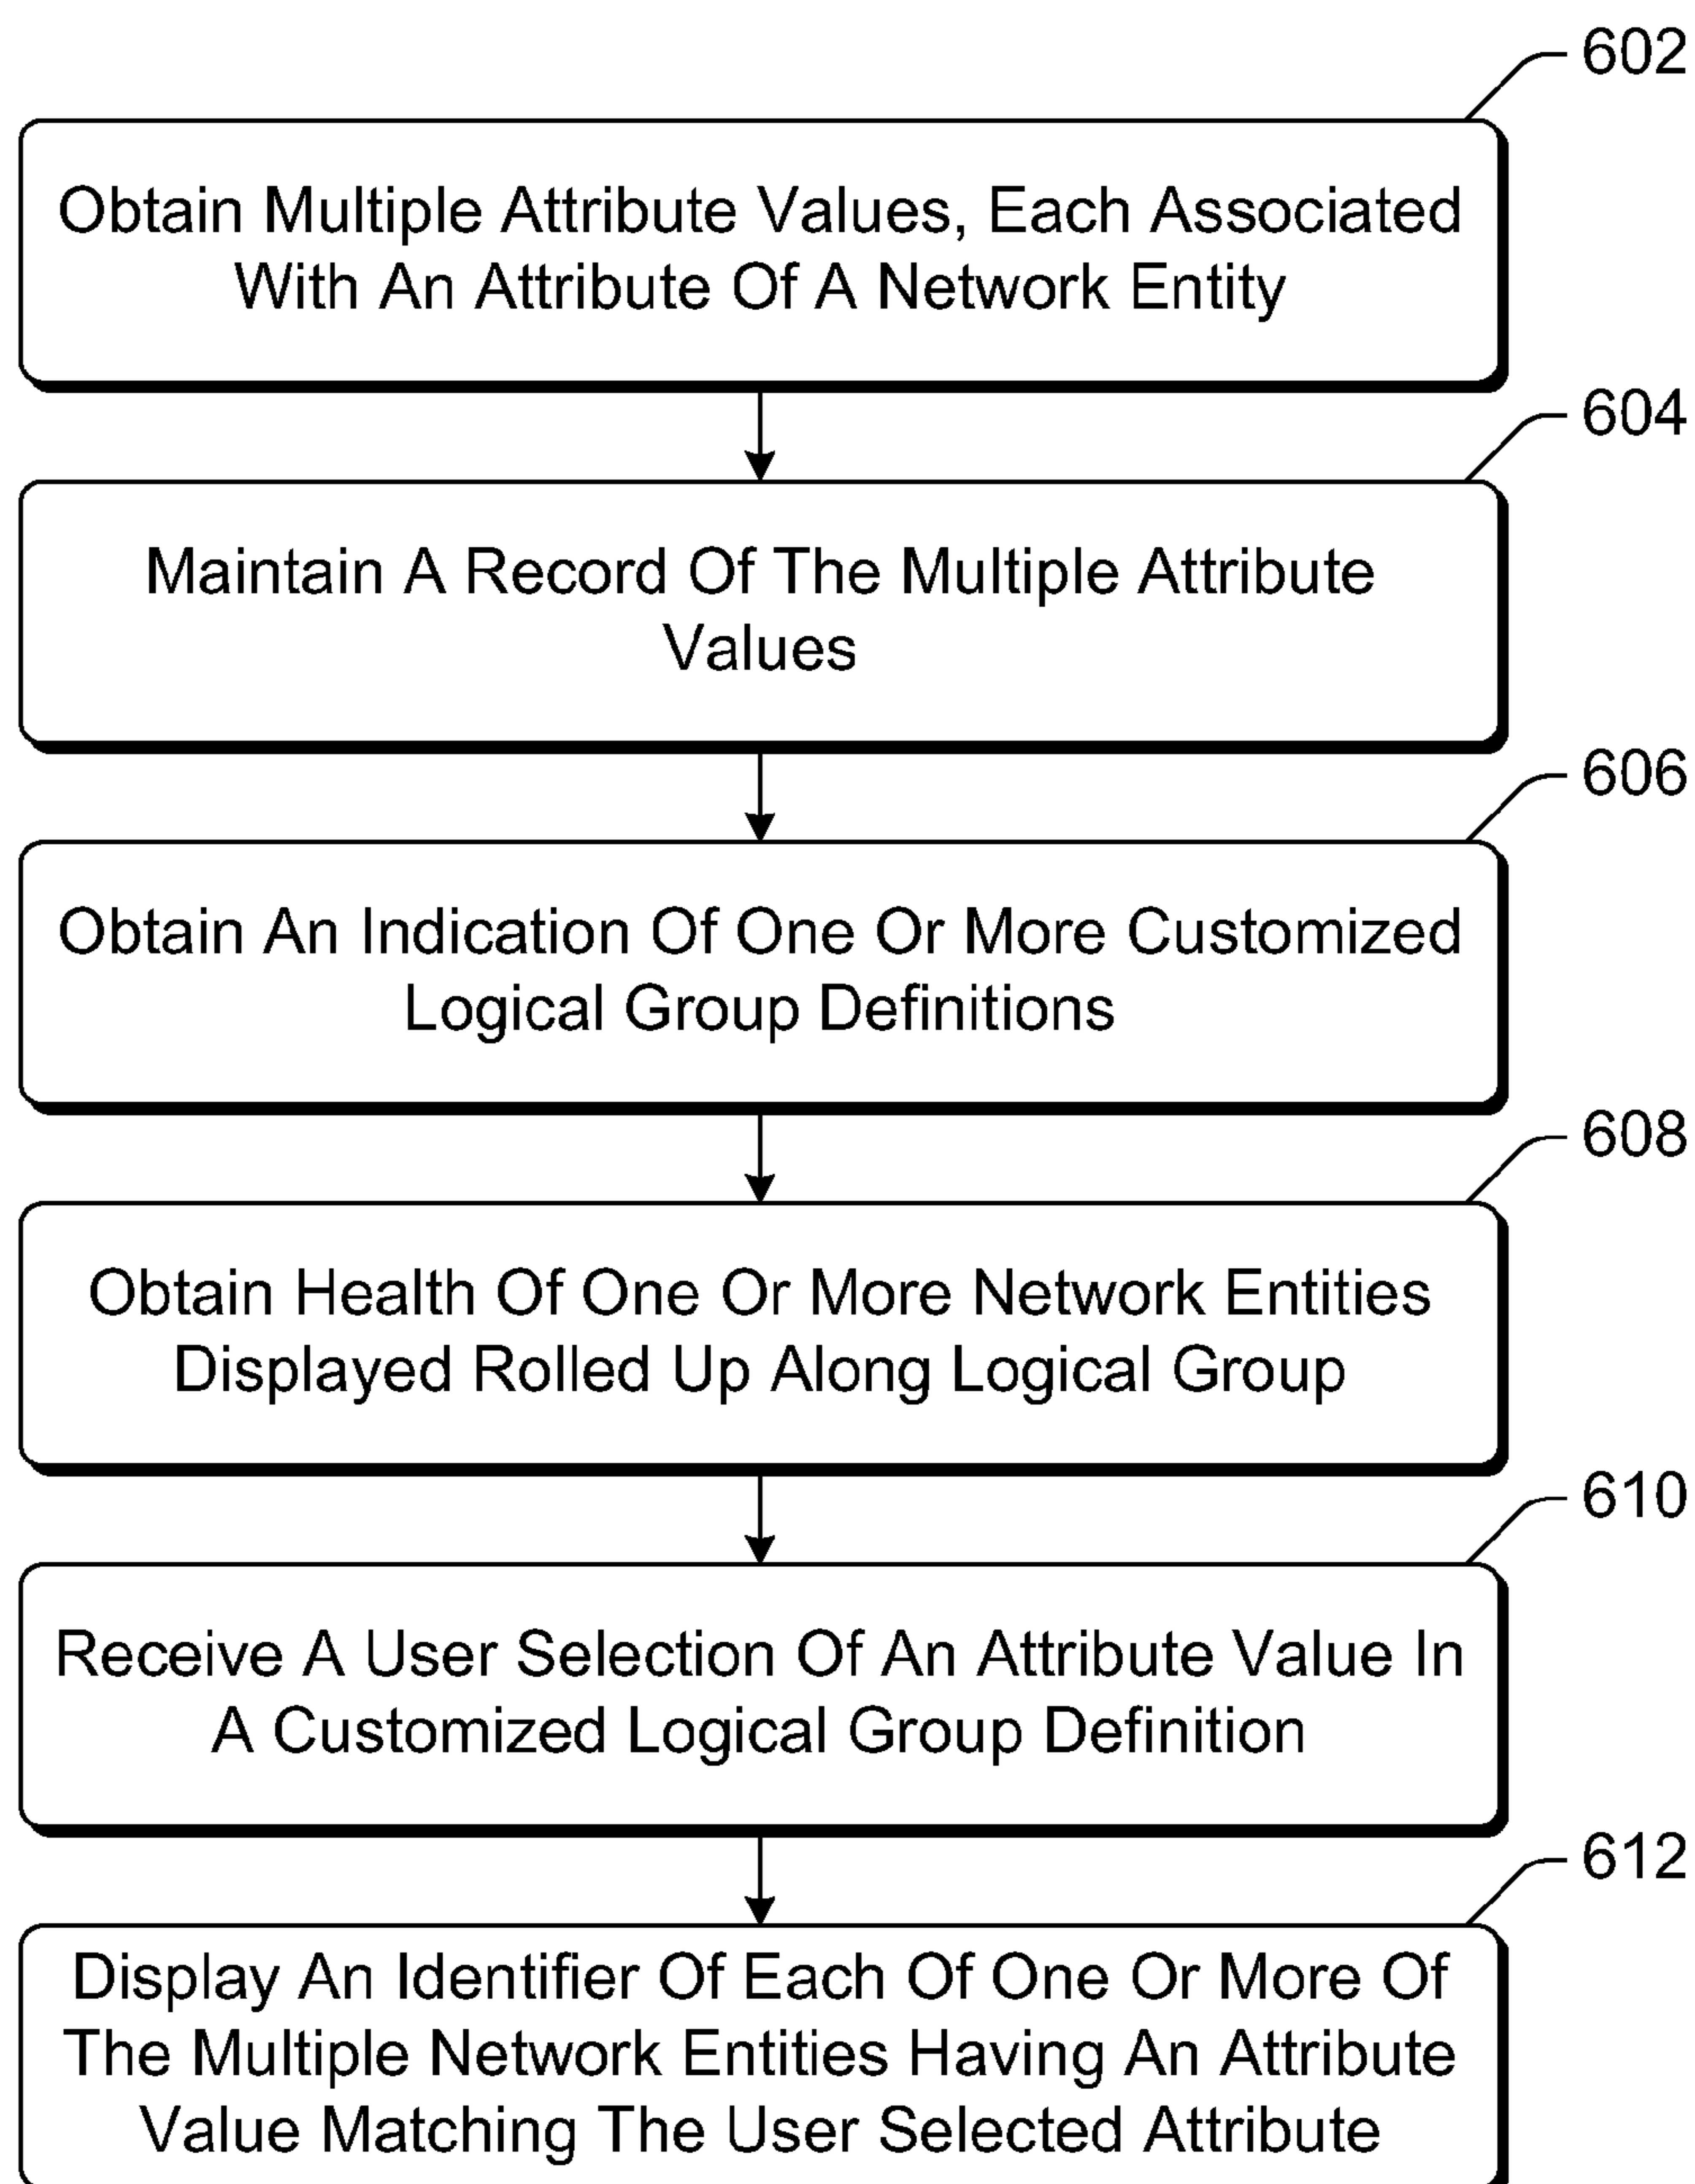 602
Obtain Multiple Attribute Values, Each Associated
With An Attribute Of A Network Entity
604
Maintain A Record Of The Multiple Attribute
Values
606
Obtain An Indication Of One Or More Customized
Logical Group Definitions
608
Obtain Health Of One Or More Network Entities
Displayed Rolled Up Along Logical Group
610
Receive A User Selection Of An Attribute Value In
A Customized Logical Group Definition
612
Display An Identifier Of Each Of One Or More Of
The Multiple Network Entities Having An Attribute
Value Matching The User Selected Attribute